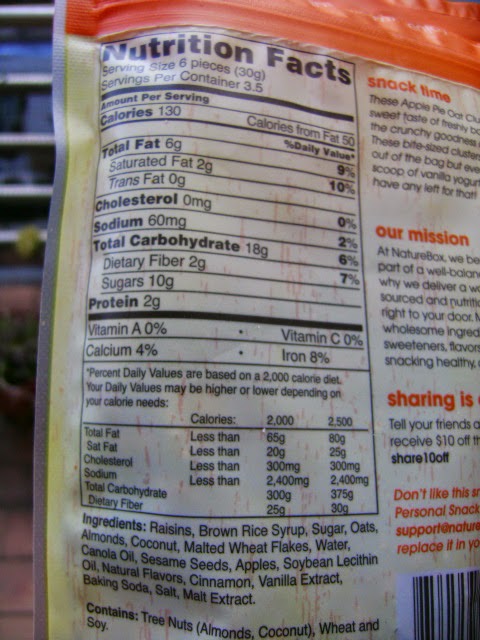 Nutrition Facts
Serving Size 6 pieces (30g)
Servings Per Container 3.5
Amount Per Serving
Calories 130 Calories from Fat 50
%Daily Value*
Total Fat 6g 9%
Saturated Fat 2g 10%
Trans Fat 0g
Cholesterol 0mg 0%
Sodium 60mg 2%
Total Carbohydrate 18g 6%
Dietary Fiber 2g 7%
Sugars 10g
Protein 2g
Vitamin A 0% • Vitamin C 0%
Calcium 4% • Iron 8%
*Percent Daily Values are based on a 2,000 calorie diet.
Your Daily Values may be higher or lower depending on
your calorie needs:
Calories: 2,000 2,500
Total Fat Less than 65g 80g
Sat Fat Less than 20g 25g
Cholesterol Less than 300mg 300mg
Sodium Less than 2,400mg 2,400mg
Total Carbohydrate 300g 375g
Dietary Fiber 25g 30g
Ingredients: Raisins, Brown Rice Syrup, Sugar, Oats,
Almonds, Coconut, Malted Wheat Flakes, Water,
Canola Oil, Sesame Seeds, Apples, Soybean Lecithin
Oil, Natural Flavors, Cinnamon, Vanilla Extract,
Baking Soda, Salt, Malt Extract.
Contains: Tree Nuts (Almonds, Coconut), Wheat and
Soy.
snack time
These Apple Pie Oat Clu
sweet taste of freshly ba
the crunchy goodness
These bite-sized cluster
out of the bag but eve
scoop of vanilla yogurt
have any left for that!
our mission
At NatureBox, we be
part of a well-balan
why we deliver a wo
sourced and nutritio
right to your door.
wholesome ingred
sweeteners, flavors
snacking healthy,
sharing is
Tell your friends a
receive $10 off th
share10off
Don't like this sn
Personal Snack
support@nature
replace it in yo